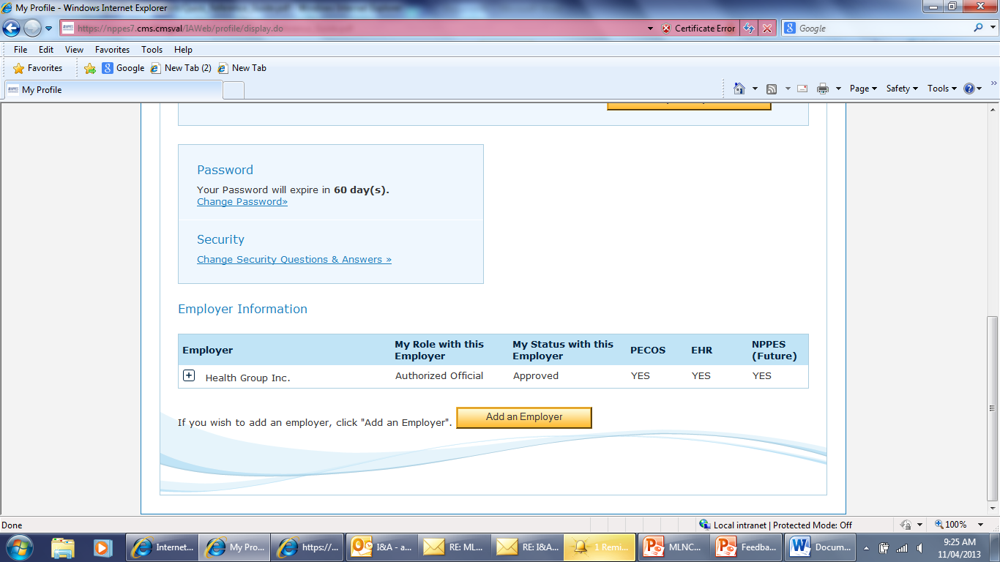 My Profile - Windows Internet Explorer
https://nppes7.cms.cmsval/IAWeb/profile/display.do
Certificate Error
Google
File Edit View Favorites Tools Help
Favorites Google New Tab (2) New Tab
My Profile
Page Safety Tools
Password
Your Password will expire in 60 day(s).
Change Password»
Security
Change Security Questions & Answers »
Employer Information
Employer My Role with this Employer My Status with this Employer PECOS EHR NPPES (Future)
Health Group Inc. Authorized Official Approved YES YES YES
If you wish to add an employer, click "Add an Employer". Add an Employer
Done Local intranet | Protected Mode: Off 100%
Internet... My Pro... https://... I&A - a... RE: ML... RE: I&A... 1 Remi... MLNC... Feedba... Docum... 9:25 AM
11/04/2013